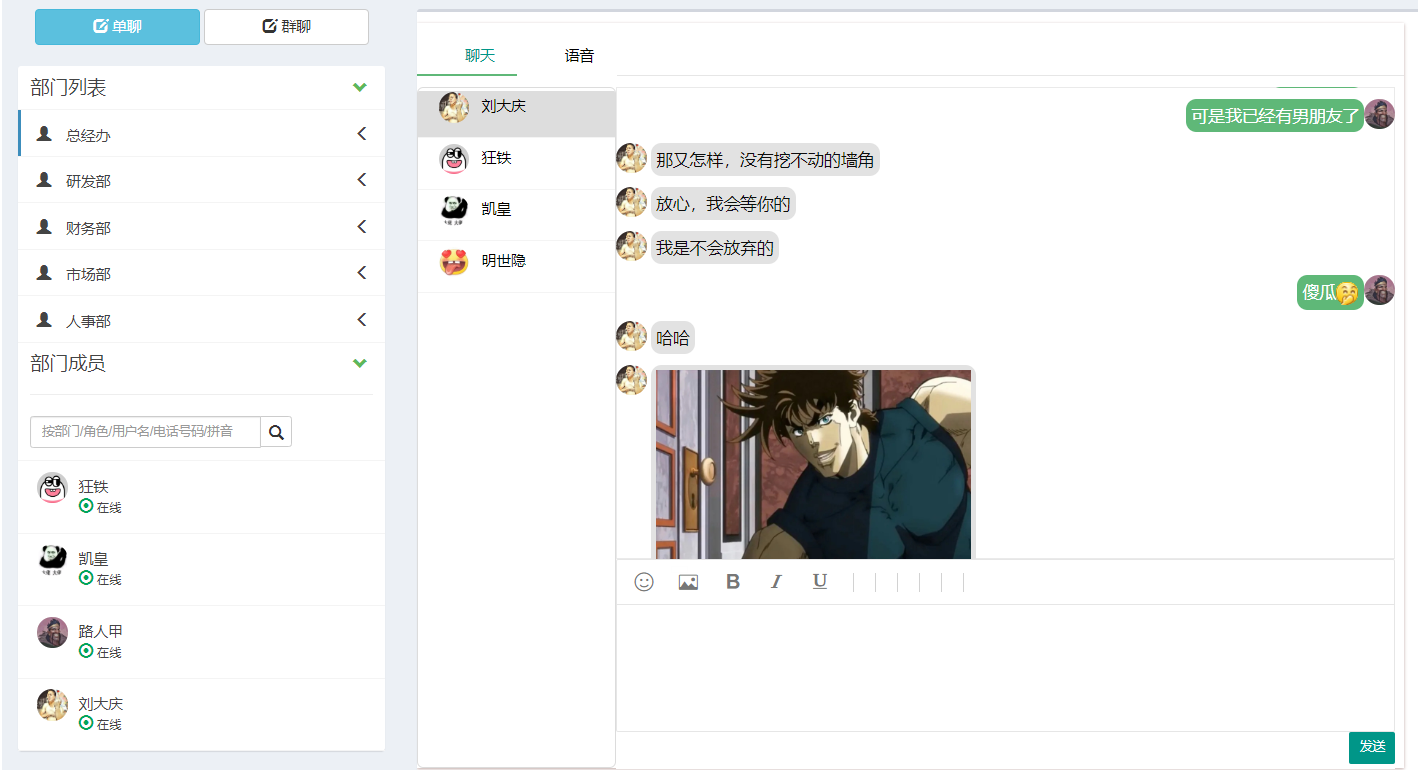 单聊
群聊
部门列表
总经办
研发部
财务部
市场部
人事部
部门成员
按部门/角色/用户名/电话号码/拼音
狂铁
在线
凯皇
在线
路人甲
在线
刘大庆
在线
聊天
语音
刘大庆
狂铁
凯皇
明世隐
可是我已经有男朋友了
那又怎样，没有挖不动的墙角
放心，我会等你的
我是不会放弃的
傻瓜🤭
哈哈
B I U
发送